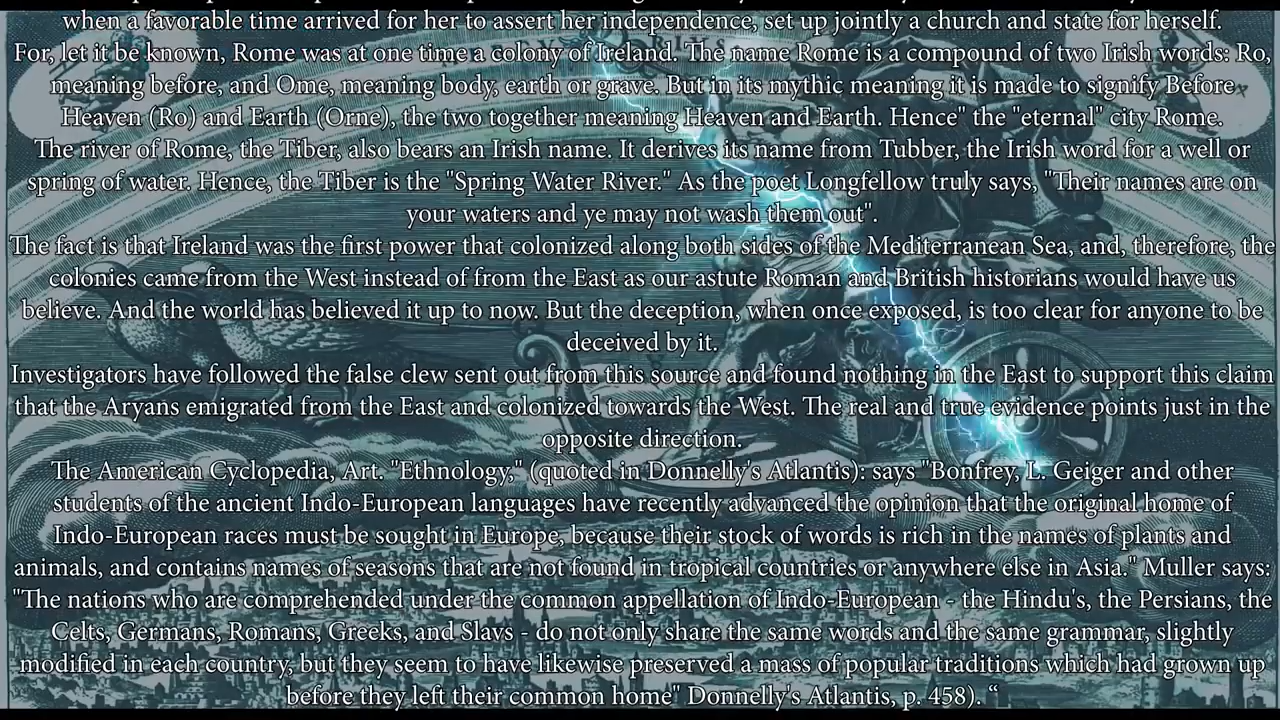 when a favorable time arrived for her to assert her independence, set up jointly a church and state for herself.
For, let it be known, Rome was at one time a colony of Ireland. The name Rome is a compound of two Irish words: Ro,
meaning before, and Ome, meaning body, earth or grave. But in its mythic meaning it is made to signify Before
Heaven (Ro) and Earth (Orne), the two together meaning Heaven and Earth. Hence" the "eternal" city Rome.
The river of Rome, the Tiber, also bears an Irish name. It derives its name from Tubber, the Irish word for a well or
spring of water. Hence, the Tiber is the "Spring Water River." As the poet Longfellow truly says, "Their names are on
your waters and ye may not wash them out".
The fact is that Ireland was the first power that colonized along both sides of the Mediterranean Sea, and, therefore, the
colonies came from the West instead of from the East as our astute Roman and British historians would have us
believe. And the world has believed it up to now. But the deception, when once exposed, is too clear for anyone to be
deceived by it.
Investigators have followed the false clew sent out from this source and found nothing in the East to support this claim
that the Aryans emigrated from the East and colonized towards the West. The real and true evidence points just in the
opposite direction.
The American Cyclopedia, Art. "Ethnology," (quoted in Donnelly's Atlantis): says "Bonfrey, L. Geiger and other
students of the ancient Indo-European languages have recently advanced the opinion that the original home of
Indo-European races must be sought in Europe, because their stock of words is rich in the names of plants and
animals, and contains names of seasons that are not found in tropical countries or anywhere else in Asia." Muller says:
"The nations who are comprehended under the common appellation of Indo-European - the Hindu's, the Persians, the
Celts, Germans, Romans, Greeks, and Slavs - do not only share the same words and the same grammar, slightly
modified in each country, but they seem to have likewise preserved a mass of popular traditions which had grown up
before they left their common home" Donnelly's Atlantis, p. 458). “